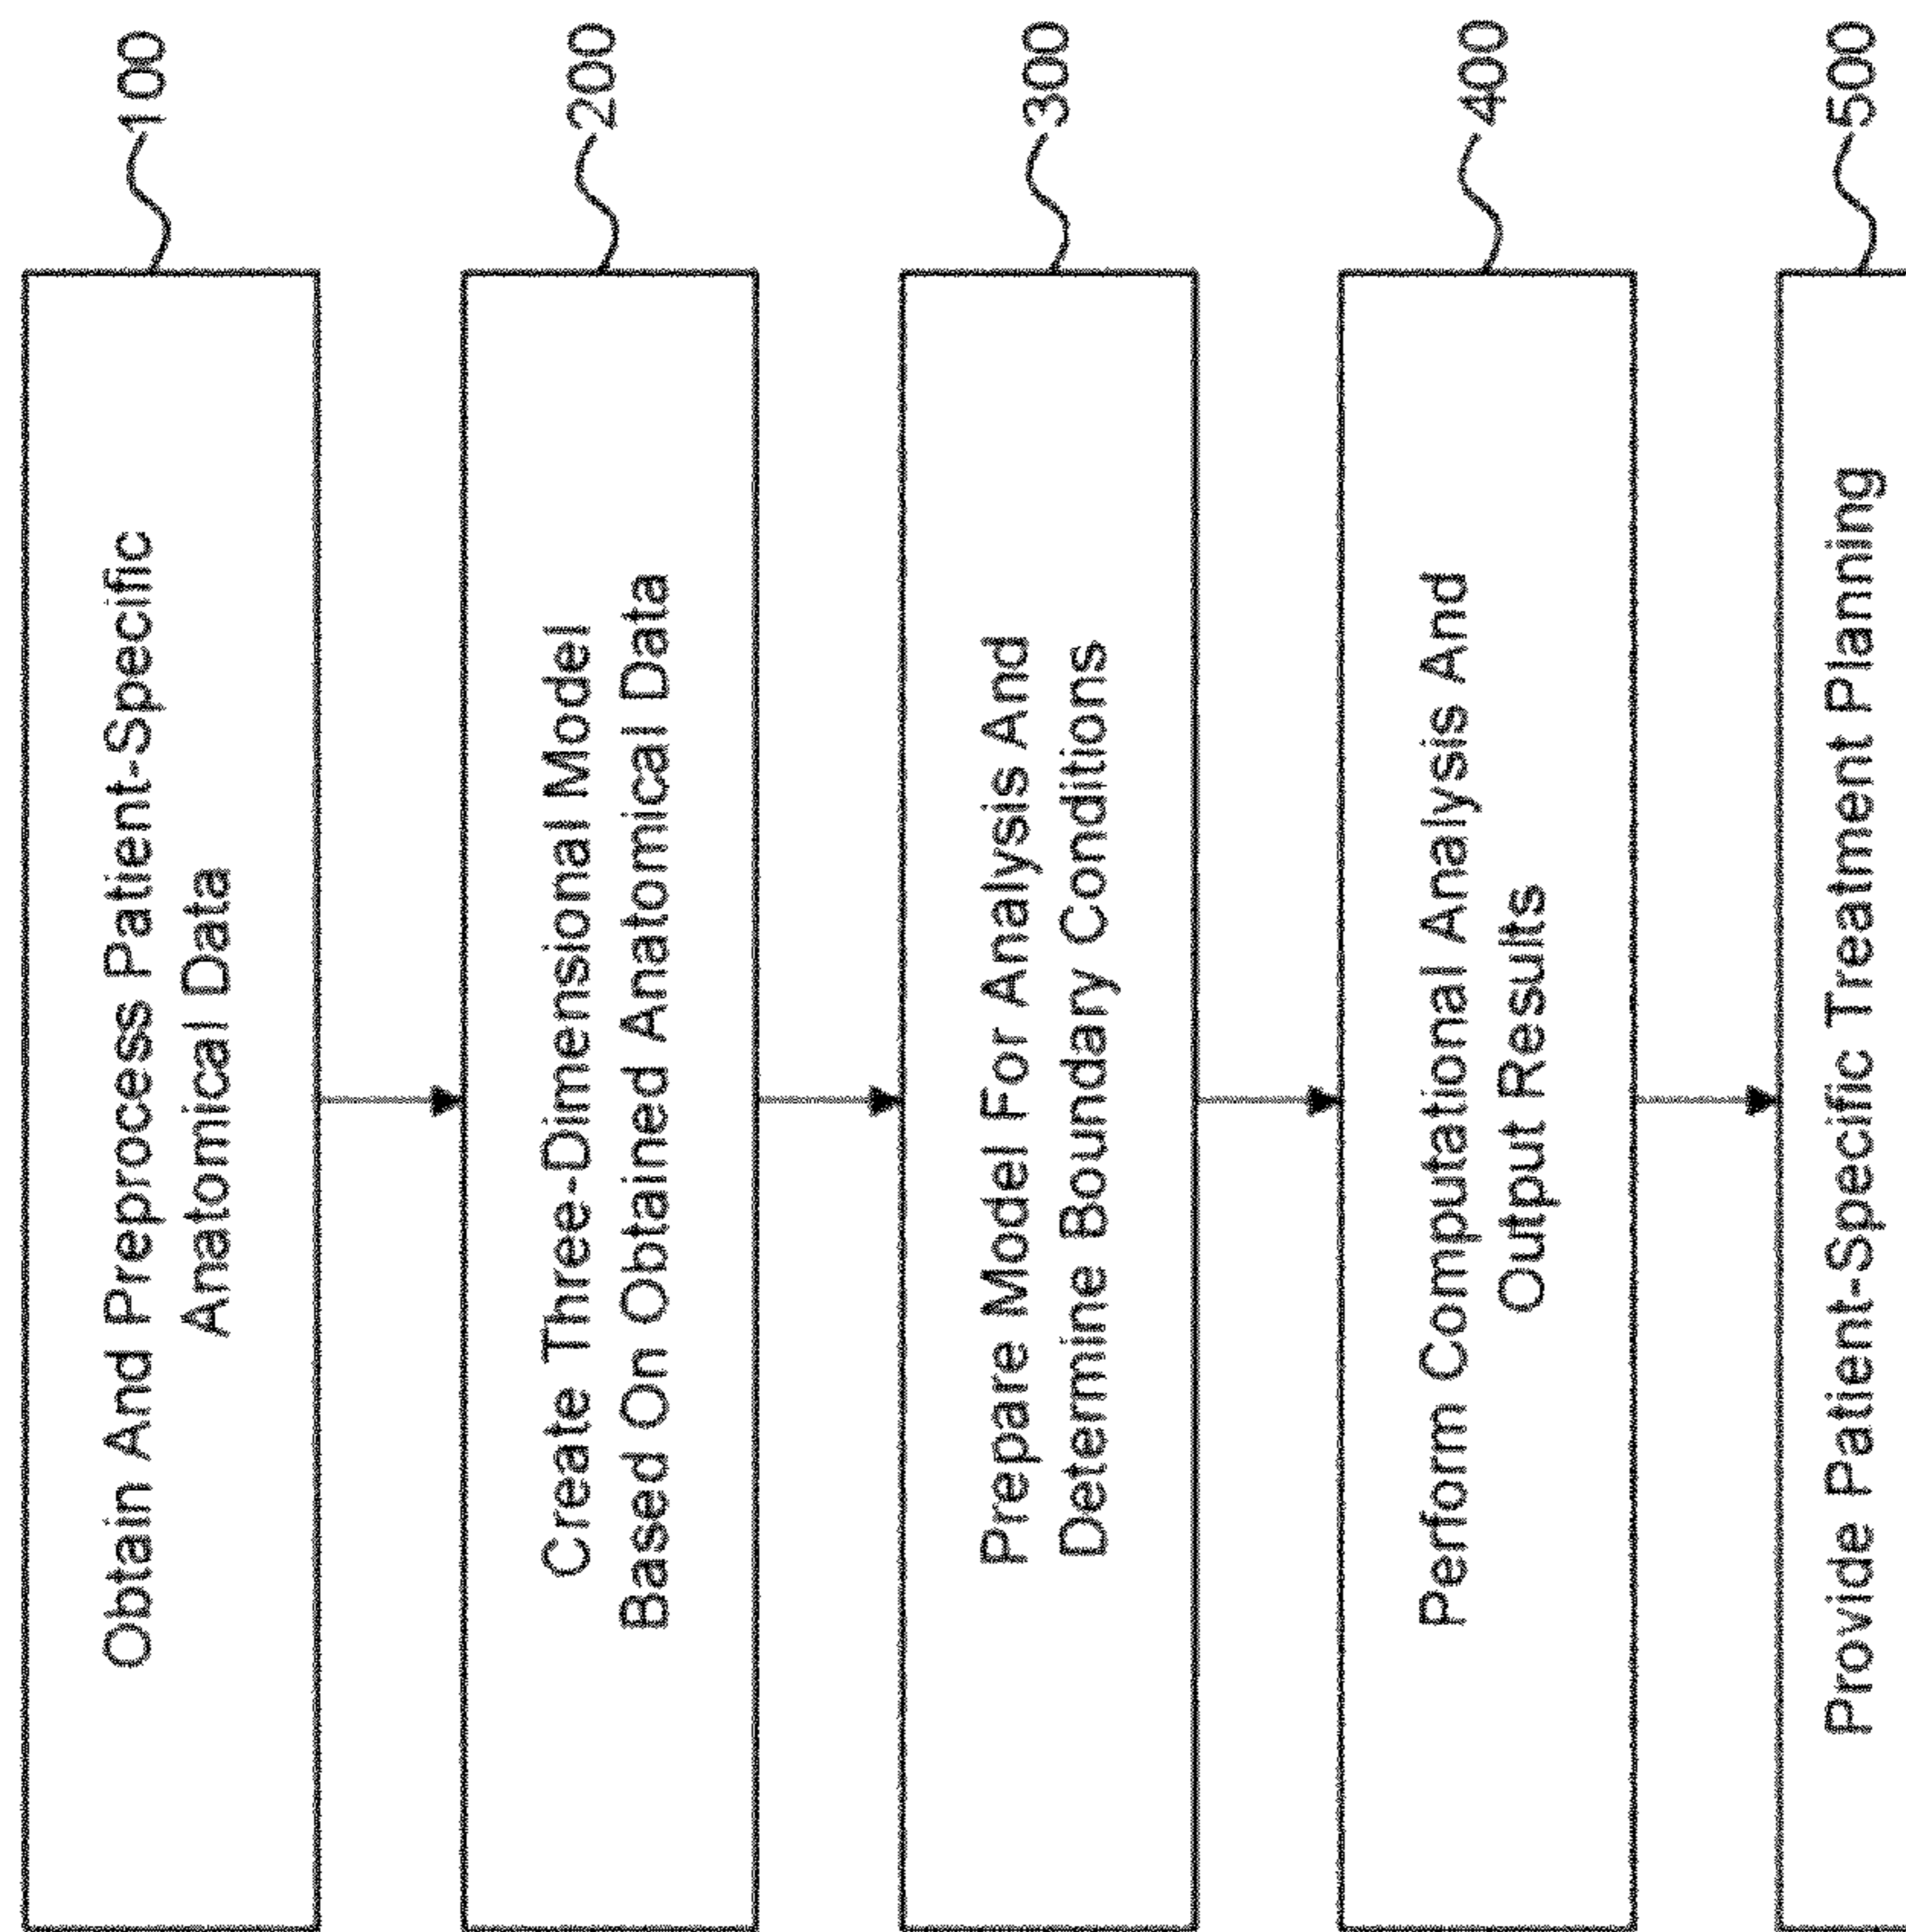 Obtain And Preprocess Patient-Specific
Anatomical Data
100
Create Three-Dimensional Model
Based On Obtained Anatomical Data
200
Prepare Model For Analysis And
Determine Boundary Conditions
300
Perform Computational Analysis And
Output Results
400
Provide Patient-Specific Treatment Planning
500